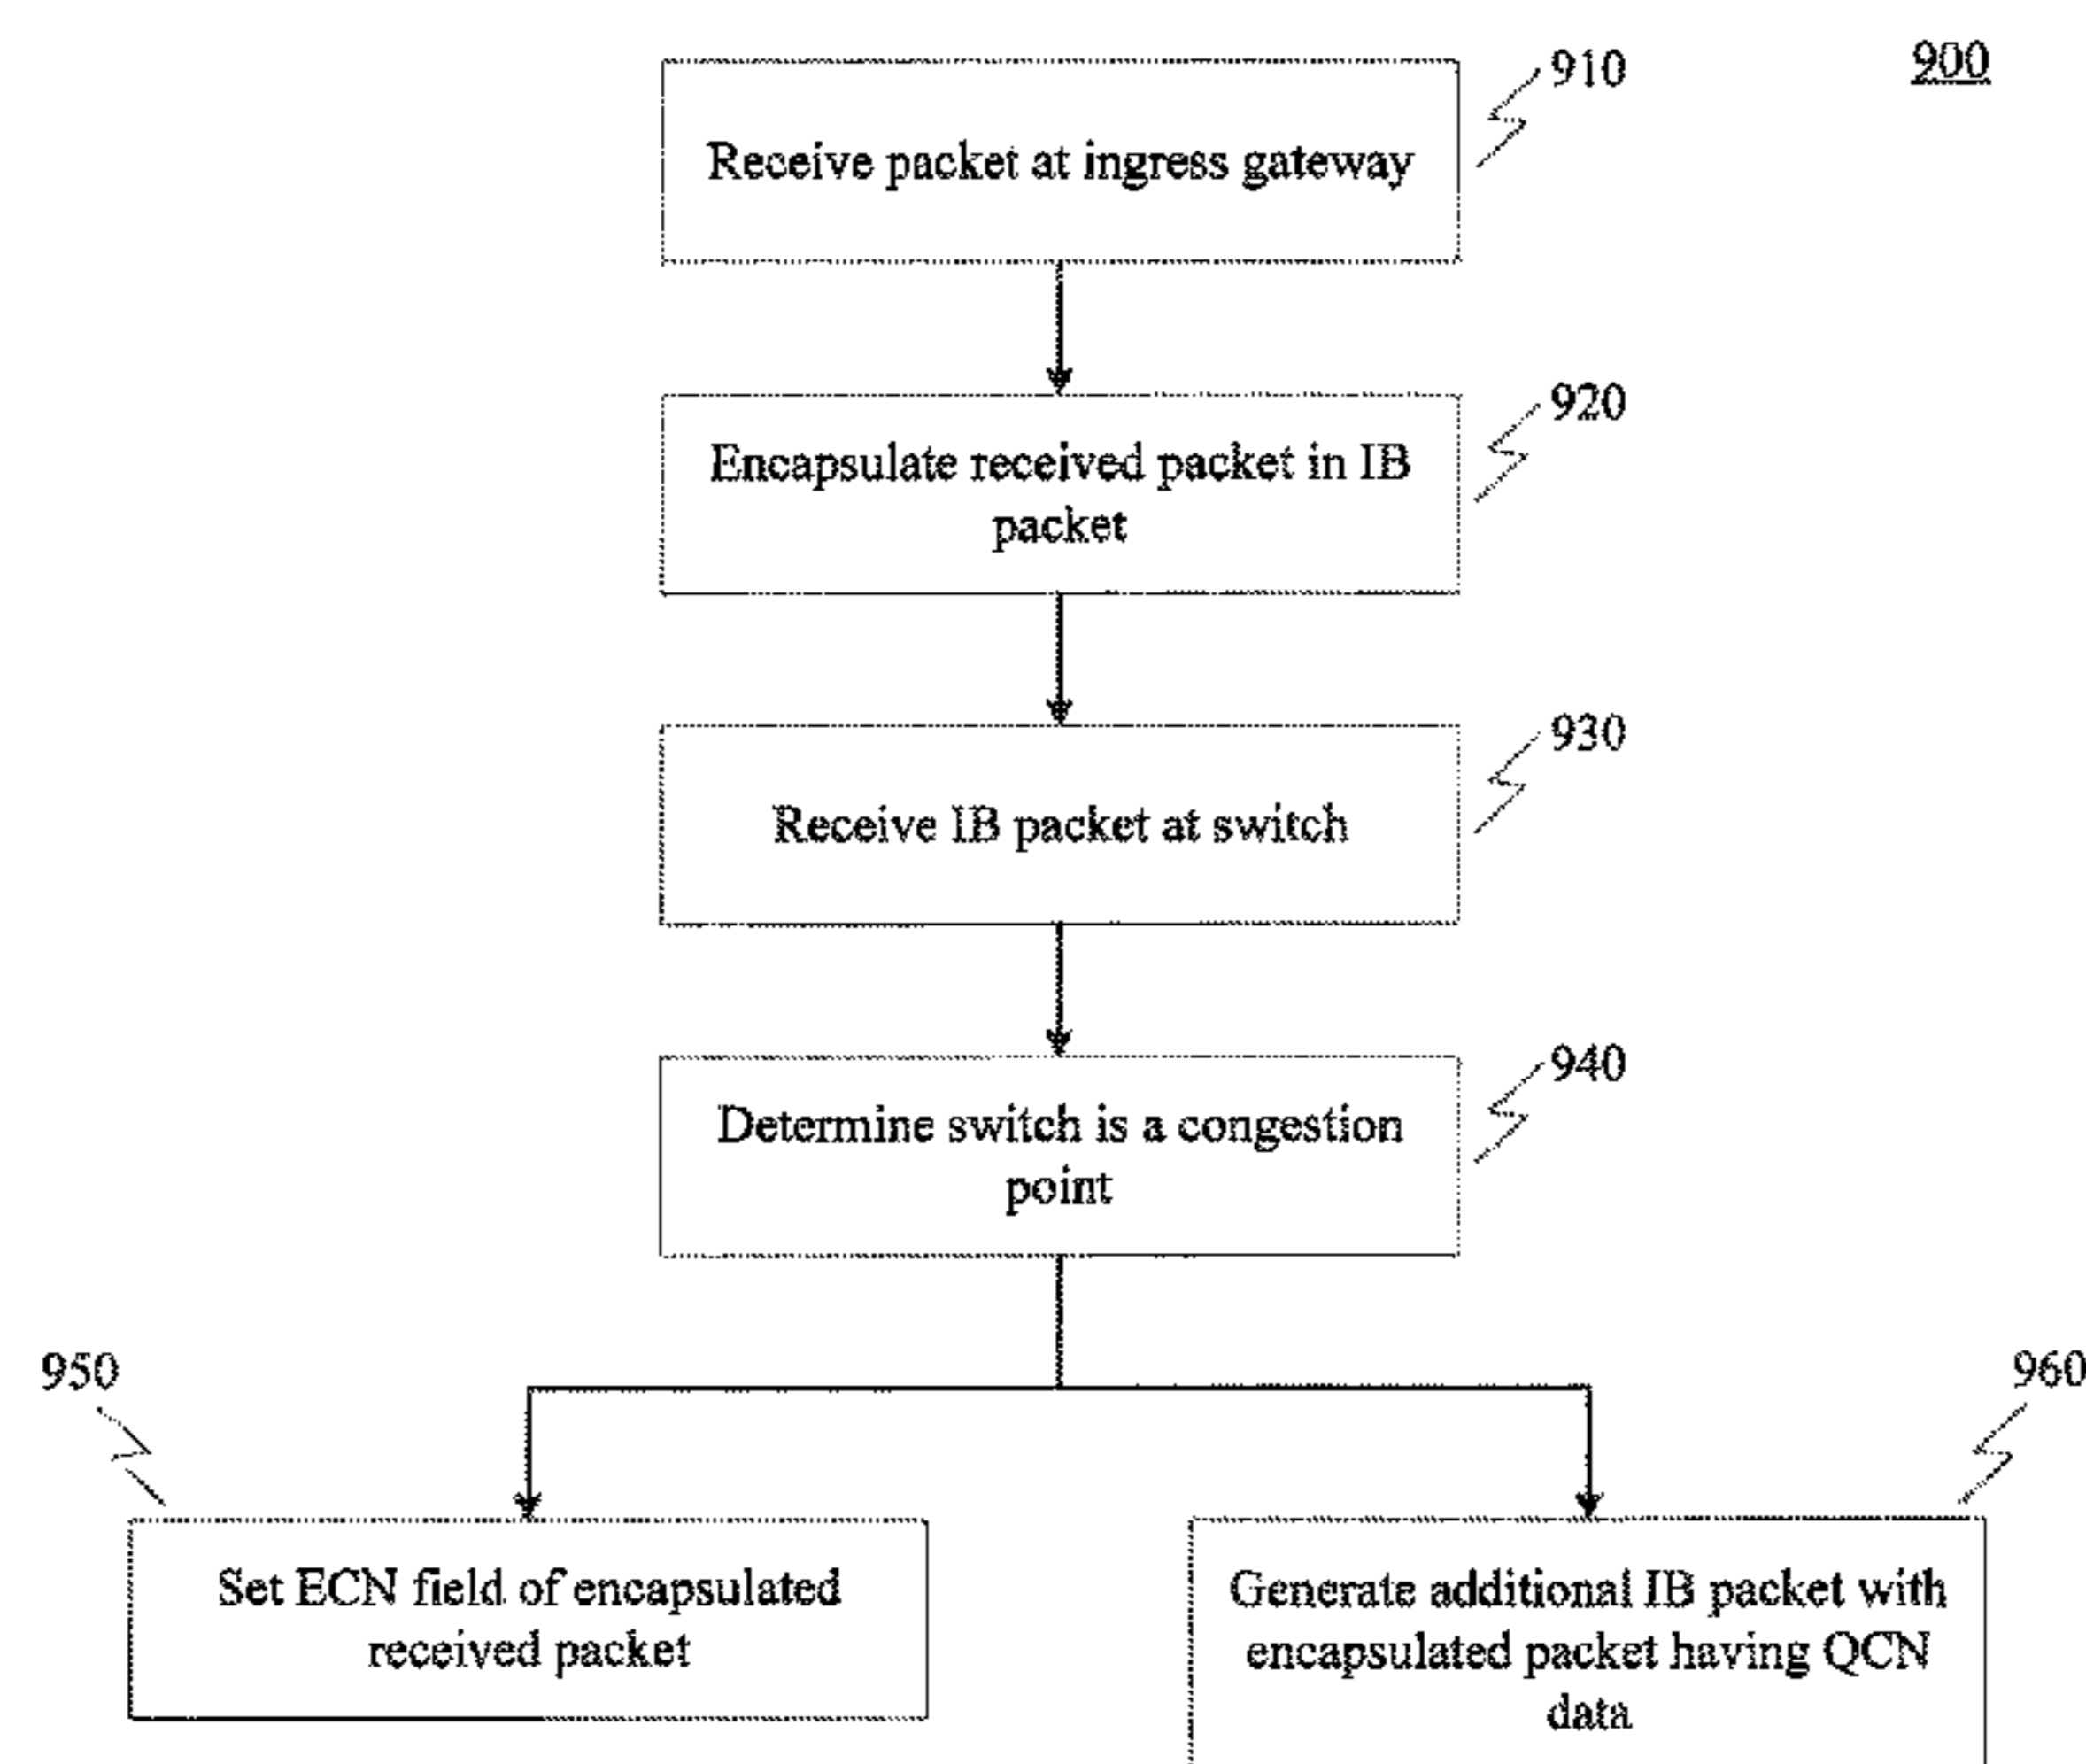 900
910
Receive packet at ingress gateway
920
Encapsulate received packet in IB
packet
930
Receive IB packet at switch
940
Determine switch is a congestion
point
950
960
Set ECN field of encapsulated
received packet
Generate additional IB packet with
encapsulated packet having QCN
data